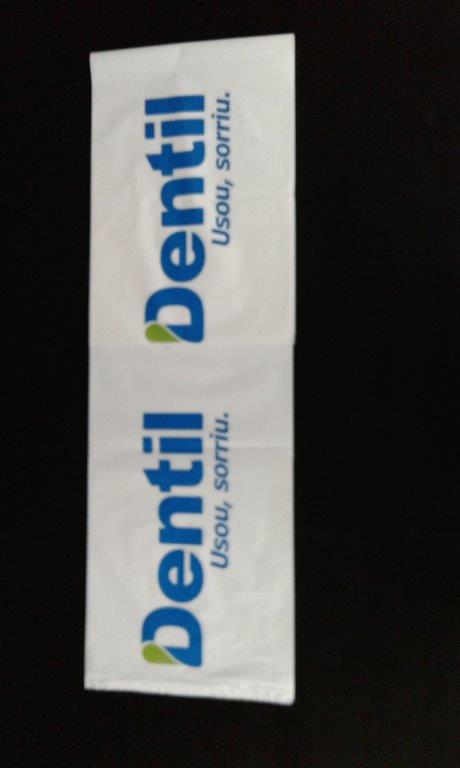 Dentil
Usou, sorriu.
Dentil
Usou, sorriu.